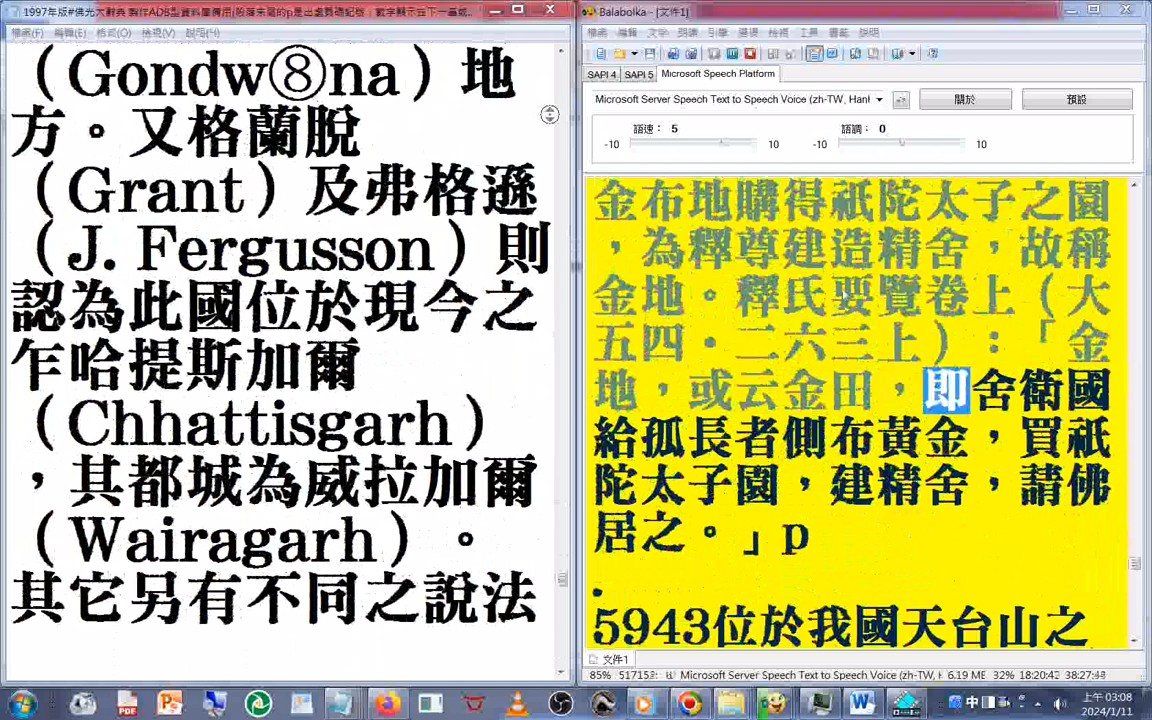 （Gondw⑧na）地
方。又格蘭脫
（Grant）及弗格遜
（J. Fergusson）則
認為此國位於現今之
乍哈提斯加爾
（Chhattisgarh）
，其都城為威拉加爾
（Wairagarh）。
其它另有不同之說法
Balabolka - [文件1]
SAPI 4 SAPI 5 Microsoft Speech Platform
Microsoft Server Speech Text to Speech Voice (zh-TW, Hanl
關於 預設
語速： 5 語調： 0
-10 10 -10 10
金布地購得祇陀太子之園
，為釋尊建造精舍，故稱
金地。釋氏要覽卷上（大
五四．二六三上）：「金
地，或云金田，即舍衛國
給孤長者側布黃金，買祇
陀太子園，建精舍，請佛
居之。」p
.
5943位於我國天台山之
文件1
Microsoft Speech Platform
上午 03:08
2024/1/11